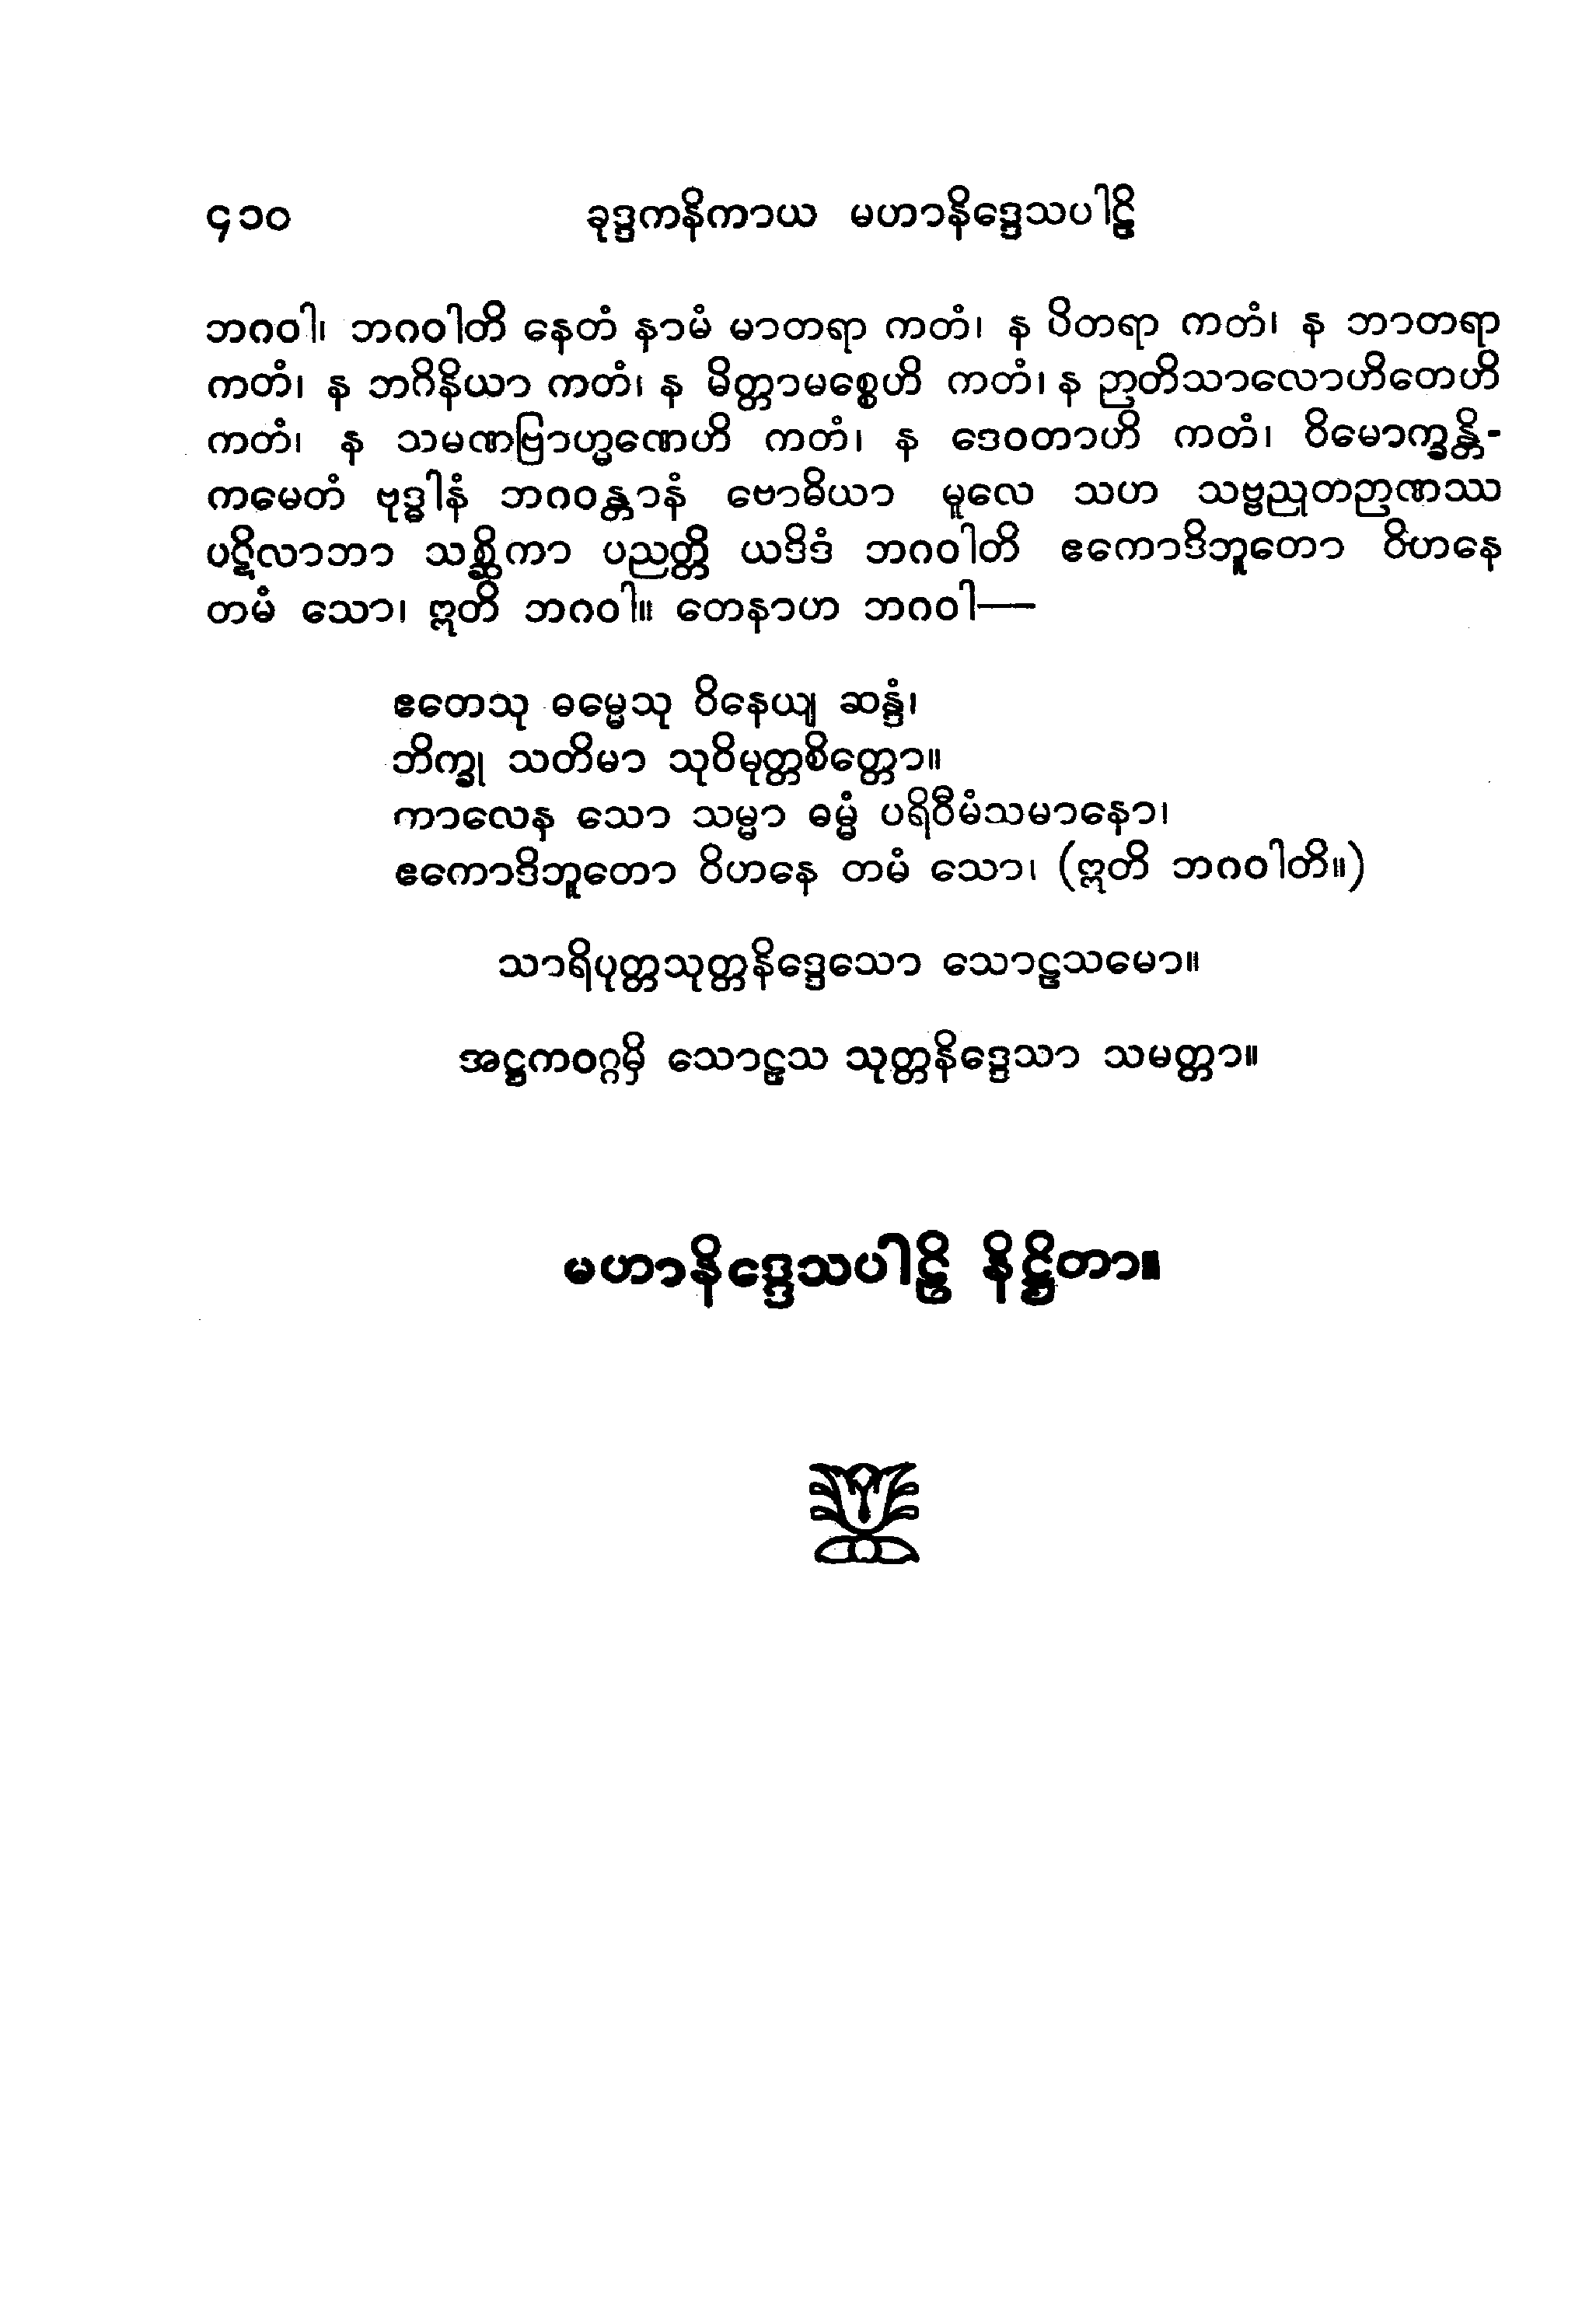 ၄၁၀ ခုဒ္ဒကနိကာယ မဟာနိဒ္ဒေသပါဠိ
ဘဂဝါ၊ ဘဂဝါတိ နေတံ နာမံ မာတရာ ကတံ၊ န ပိတရာ ကတံ၊ န ဘာတရာ
ကတံ၊ န ဘဂိနိယာ ကတံ၊ န မိတ္တာမစ္စေဟိ ကတံ၊ န ဉာတိသာလောဟိတေဟိ
ကတံ၊ န သမဏဗြာဟ္မဏေဟိ ကတံ၊ န ဒေဝတာဟိ ကတံ၊ ဝိမောက္ခန္တိ-
ကမေတံ ဗုဒ္ဓါနံ ဘဂဝန္တာနံ ဗောဓိယာ မူလေ သဟ သဗ္ဗညုတဉာဏဿ
ပဋိလာဘာ သစ္ဆိကာ ပညတ္တိ ယဒိဒံ ဘဂဝါတိ ဧကောဒိဘူတော ဝိဟနေ
တမံ သော၊ ဣတိ ဘဂဝါ။ တေနာဟ ဘဂဝါ—
ဧတေသု ဓမ္မေသု ဝိနေယျ ဆန္ဒံ၊
ဘိက္ခု သတိမာ သုဝိမုတ္တစိတ္တော။
ကာလေန သော သမ္မာ ဓမ္မံ ပရိဝီမံသမာနော၊
ဧကောဒိဘူတော ဝိဟနေ တမံ သော၊ (ဣတိ ဘဂဝါတိ။)
သာရိပုတ္တသုတ္တနိဒ္ဒေသော သောဠသမော။
အဋ္ဌကဝဂ္ဂမှိ သောဠသ သုတ္တနိဒ္ဒေသာ သမတ္တာ။
မဟာနိဒ္ဒေသပါဠိ နိဋ္ဌိတာ။